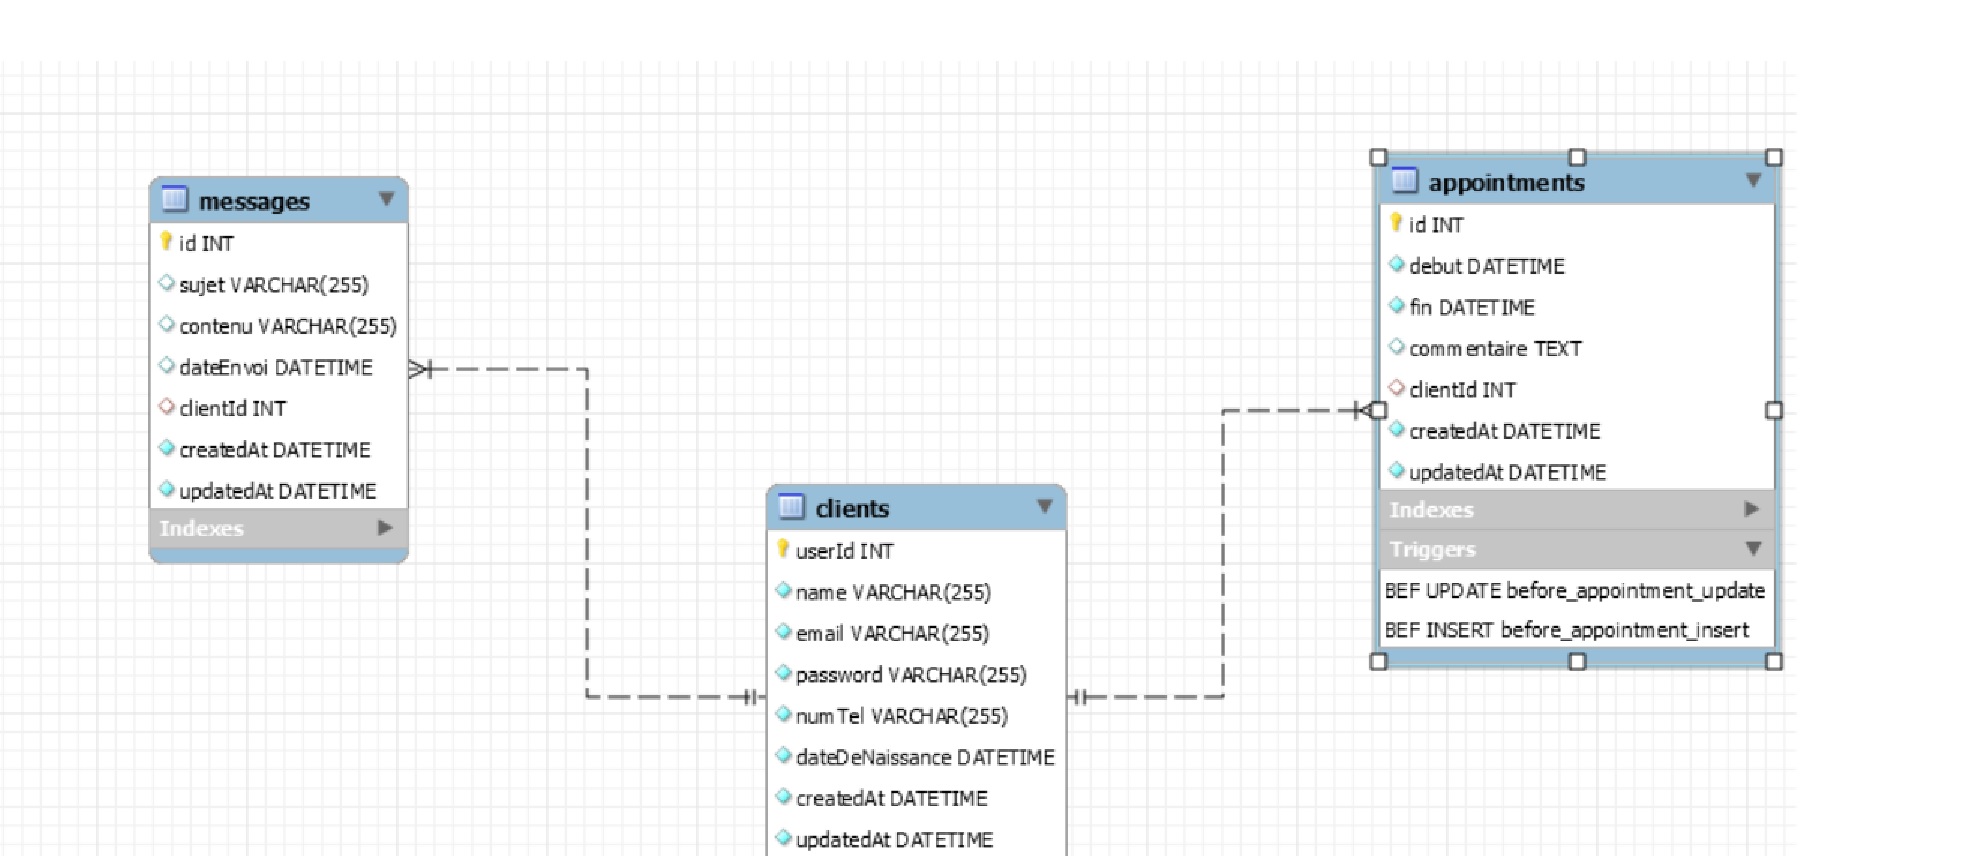 messages
id INT
sujet VARCHAR(255)
contenu VARCHAR(255)
dateEnvoi DATETIME
clientId INT
createdAt DATETIME
updatedAt DATETIME
Indexes
clients
userId INT
name VARCHAR(255)
email VARCHAR(255)
password VARCHAR(255)
numTel VARCHAR(255)
dateDeNaissance DATETIME
createdAt DATETIME
updatedAt DATETIME
appointments
id INT
debut DATETIME
fin DATETIME
commentaire TEXT
clientId INT
createdAt DATETIME
updatedAt DATETIME
Indexes
Triggers
BEF UPDATE before_appointment_update
BEF INSERT before_appointment_insert